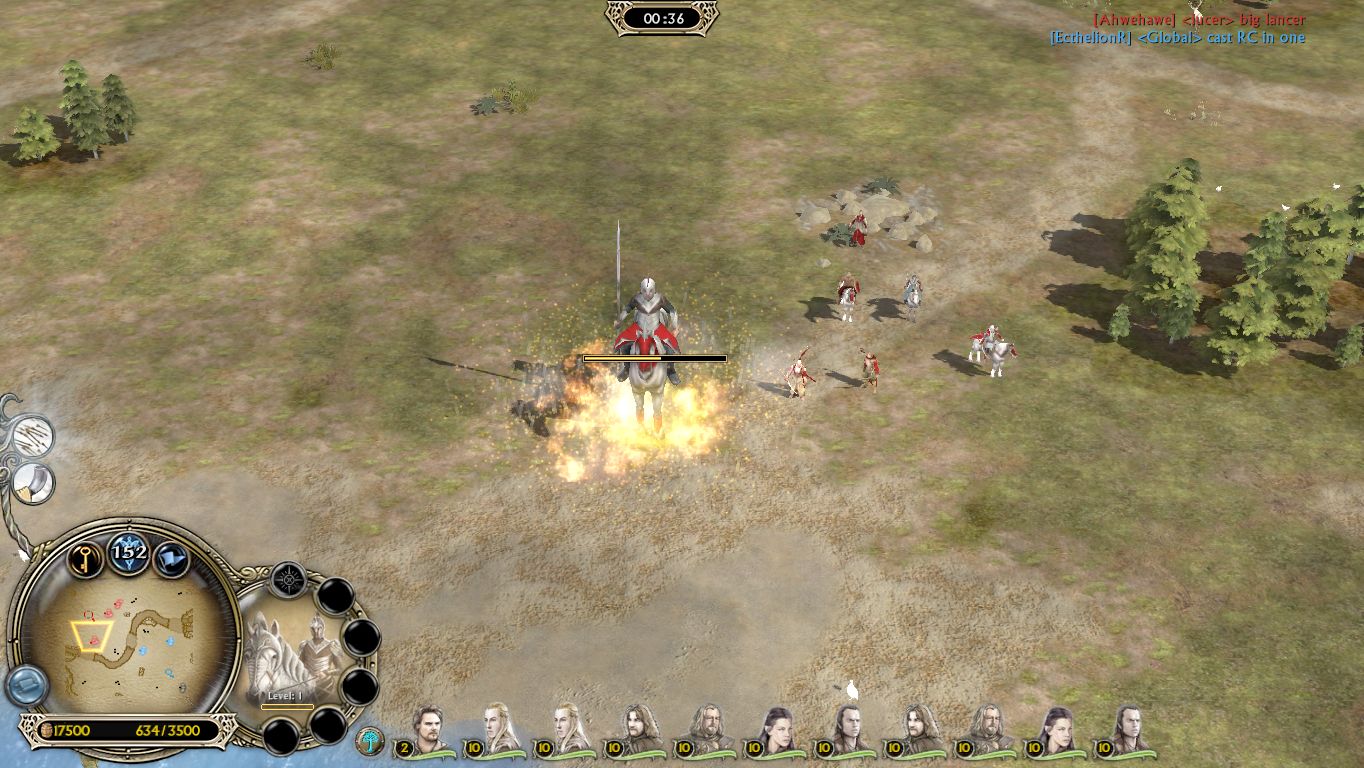 00:36
[Ahwehawe] <lucer> big lancer
[EcthelionR] <Global> cast RC in one
152
Level: 1
17500 634/3500
2 10 10 10 10 10 10 10 10 10 10